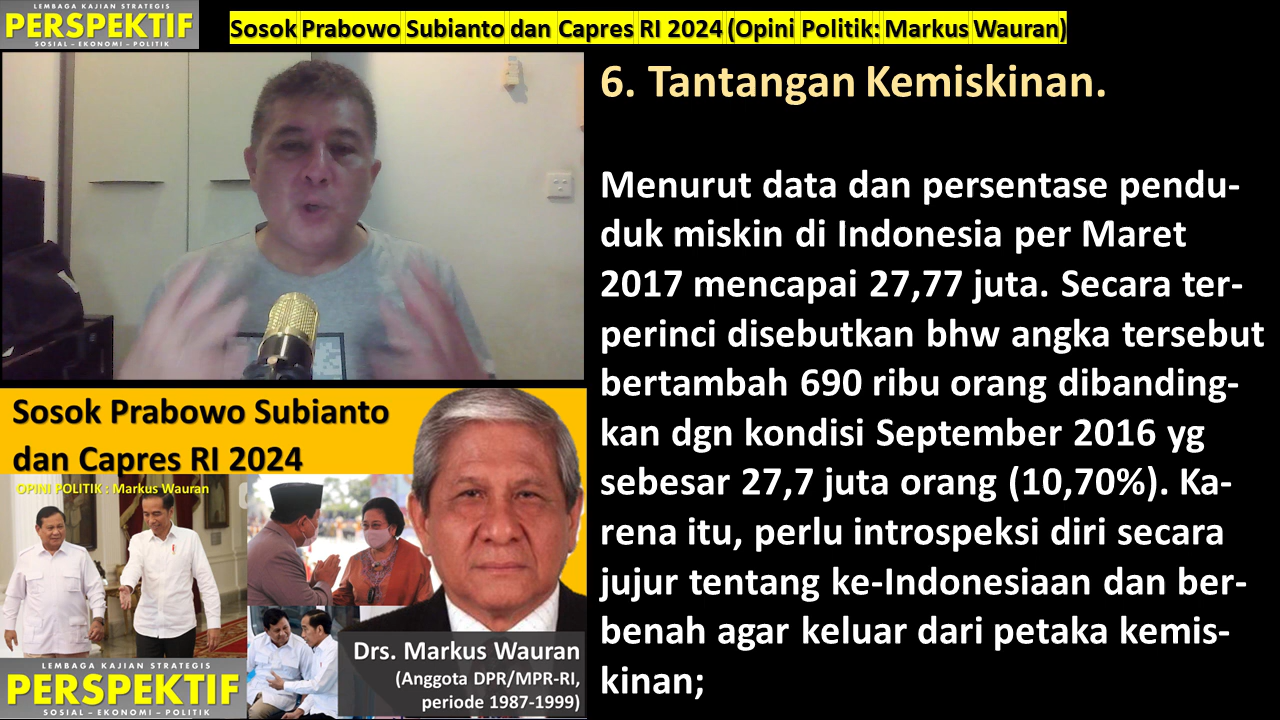 LEMBAGA KAJIAN STRATEGIS
PERSPEKTIF
SOSIAL – EKONOMI – POLITIK
Sosok Prabowo Subianto dan Capres RI 2024 (Opini Politik: Markus Wauran)
6. Tantangan Kemiskinan.
Menurut data dan persentase pendu-
duk miskin di Indonesia per Maret
2017 mencapai 27,77 juta. Secara ter-
perinci disebutkan bhw angka tersebut
bertambah 690 ribu orang dibanding-
kan dgn kondisi September 2016 yg
sebesar 27,7 juta orang (10,70%). Ka-
rena itu, perlu introspeksi diri secara
jujur tentang ke-Indonesiaan dan ber-
benah agar keluar dari petaka kemis-
kinan;
Sosok Prabowo Subianto
dan Capres RI 2024
OPINI POLITIK : Markus Wauran
Drs. Markus Wauran
(Anggota DPR/MPR-RI,
periode 1987-1999)
LEMBAGA KAJIAN STRATEGIS
PERSPEKTIF
SOSIAL – EKONOMI – POLITIK